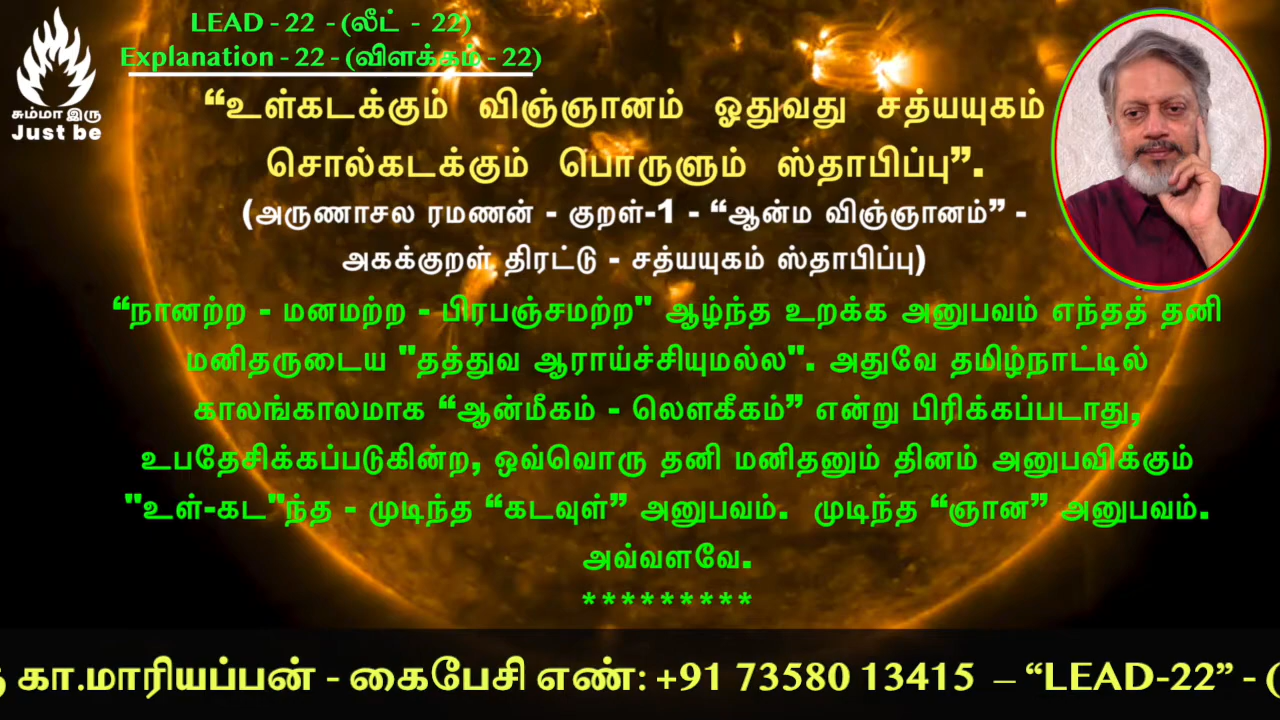 LEAD - 22 - (லீட் - 22)
Explanation - 22 - (விளக்கம் - 22)
சும்மா இரு
Just be
“உள்கடக்கும் விஞ்ஞானம் ஓதுவது சத்யயுகம்
சொல்கடக்கும் பொருளும் ஸ்தாபிப்பு”.
(அருணாசல ரமணன் - குறள்-1 - “ஆன்ம விஞ்ஞானம்” -
அகக்குறள் திரட்டு - சத்யயுகம் ஸ்தாபிப்பு)
“நானற்ற - மனமற்ற - பிரபஞ்சமற்ற" ஆழ்ந்த உறக்க அனுபவம் எந்தத் தனி
மனிதருடைய "தத்துவ ஆராய்ச்சியுமல்ல". அதுவே தமிழ்நாட்டில்
காலங்காலமாக “ஆன்மீகம் - லௌகீகம்” என்று பிரிக்கப்படாது,
உபதேசிக்கப்படுகின்ற, ஒவ்வொரு தனி மனிதனும் தினம் அனுபவிக்கும்
"உள்-கட"ந்த - முடிந்த “கடவுள்” அனுபவம். முடிந்த “ஞான” அனுபவம்.
அவ்வளவே.
*********
கா.மாரியப்பன் - கைபேசி எண்: +91 73580 13415 – “LEAD-22” - (